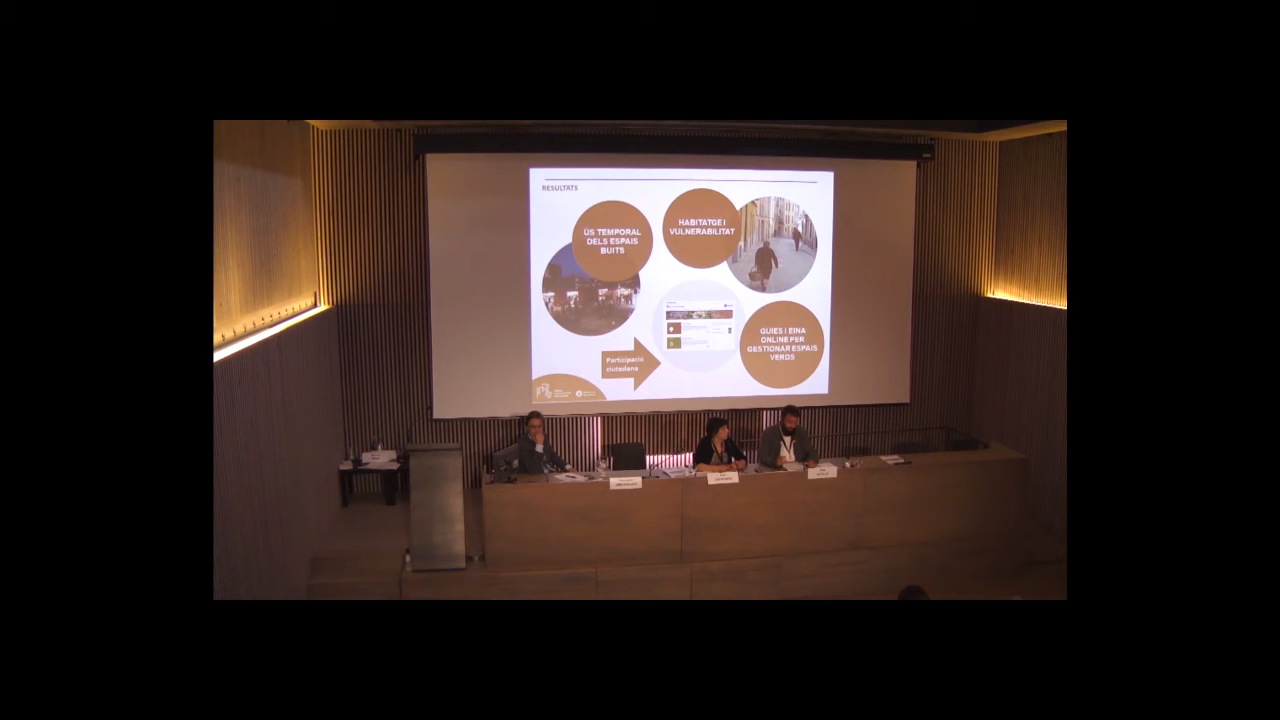 RESULTATS
ÚS TEMPORAL
DELS ESPAIS
BUITS
HABITATGE I
VULNERABILITAT
GUIES I EINA
ONLINE PER
GESTIONAR ESPAIS
VERDS
Participació
ciutadana